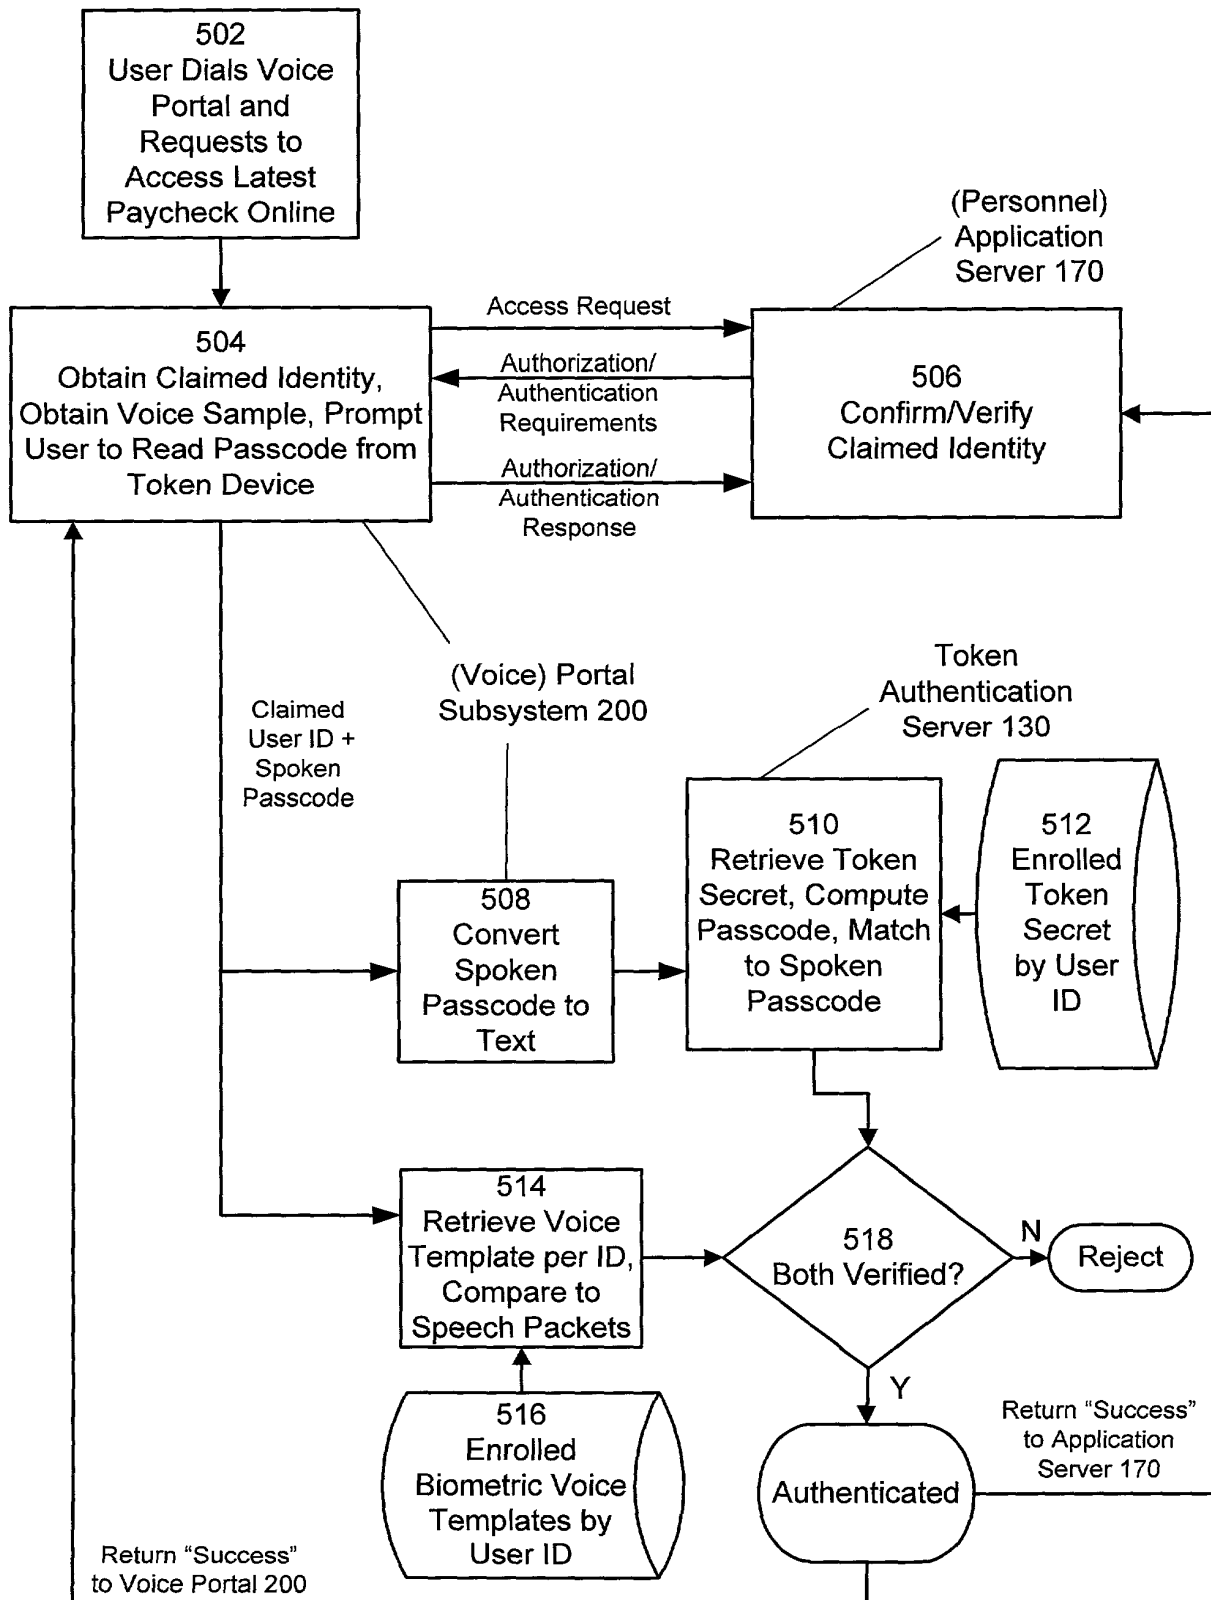 502
User Dials Voice
Portal and
Requests to
Access Latest
Paycheck Online
(Personnel)
Application
Server 170
504
Obtain Claimed Identity,
Obtain Voice Sample, Prompt
User to Read Passcode from
Token Device
Access Request
Authorization/
Authentication
Requirements
Authorization/
Authentication
Response
506
Confirm/Verify
Claimed Identity
(Voice) Portal
Subsystem 200
Token
Authentication
Server 130
Claimed
User ID +
Spoken
Passcode
508
Convert
Spoken
Passcode to
Text
510
Retrieve Token
Secret, Compute
Passcode, Match
to Spoken
Passcode
512
Enrolled
Token
Secret
by User
ID
514
Retrieve Voice
Template per ID,
Compare to
Speech Packets
518
Both Verified?
N
Reject
Y
516
Enrolled
Biometric Voice
Templates by
User ID
Authenticated
Return “Success”
to Application
Server 170
Return “Success”
to Voice Portal 200